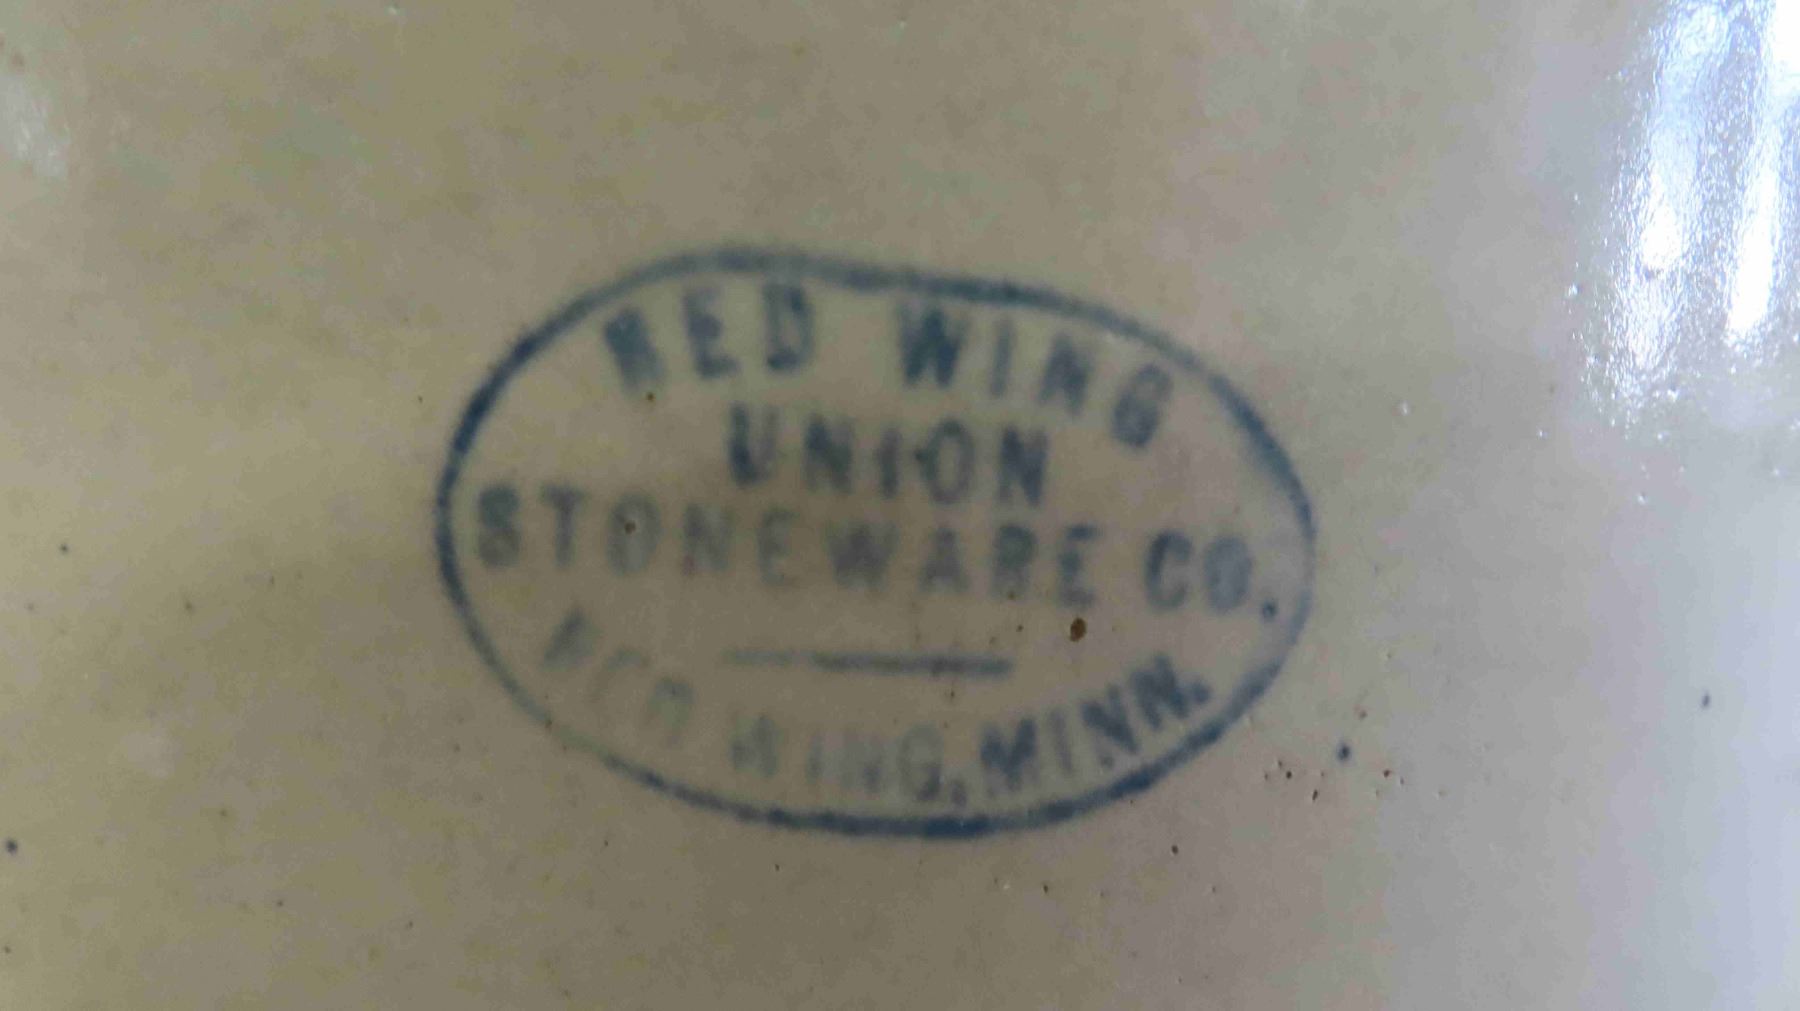 RED WING
UNION
STONEWARE CO.
RED WING, MINN.